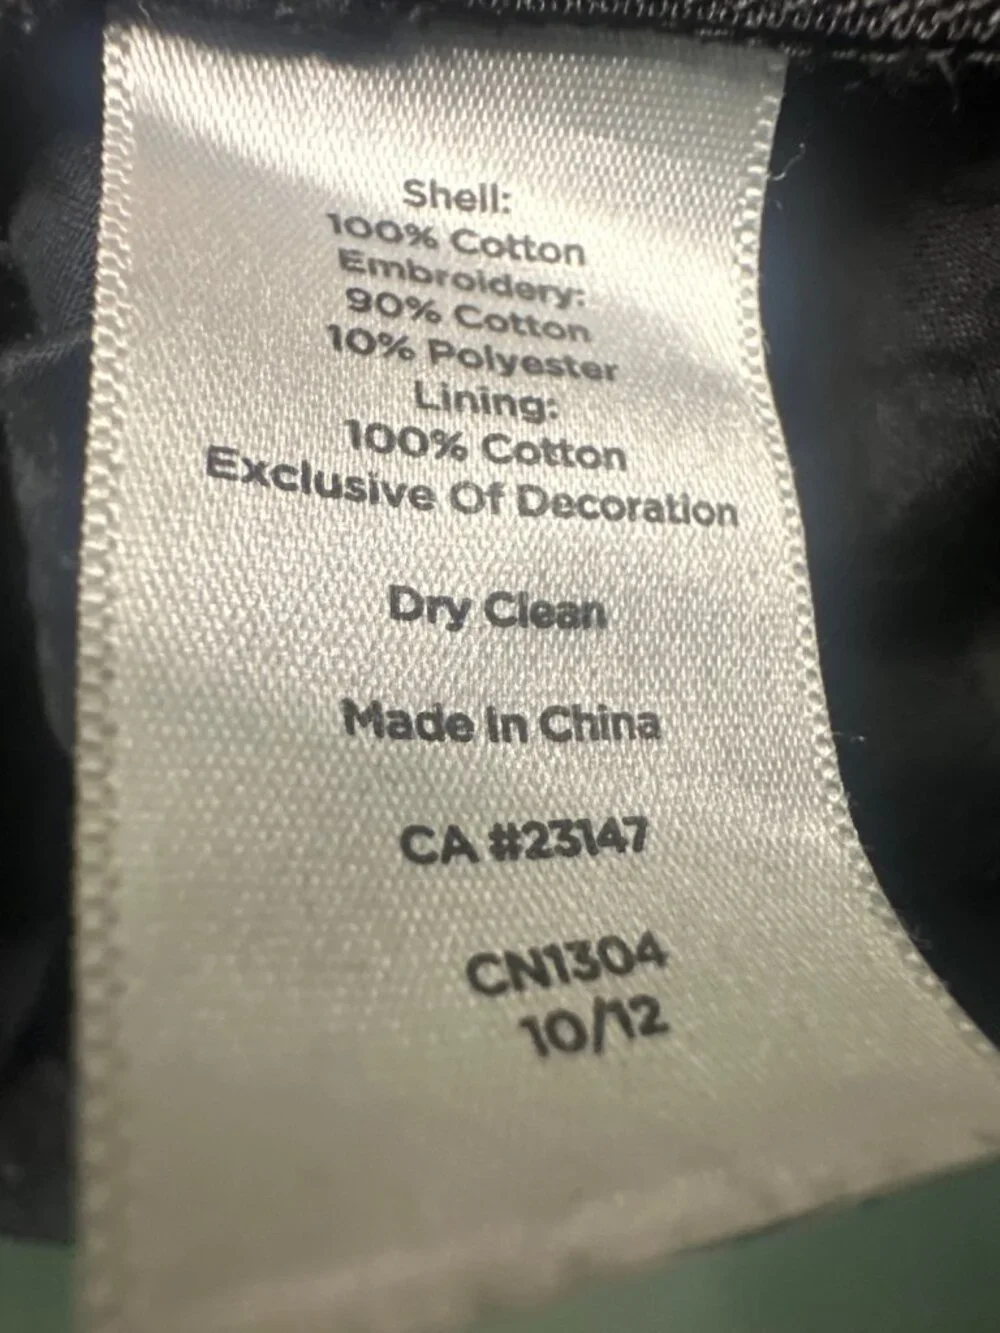 Shell:
100% Cotton
Embroidery:
90% Cotton
10% Polyester
Lining:
100% Cotton
Exclusive Of Decoration
Dry Clean
Made In China
CA #23147
CN1304
10/12